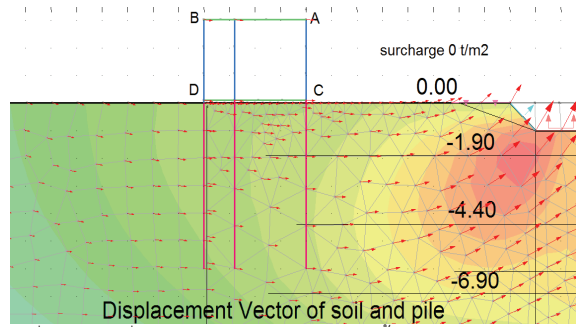 B A
surcharge 0 t/m2
D C 0.00
-1.90
-4.40
-6.90
Displacement Vector of soil and pile